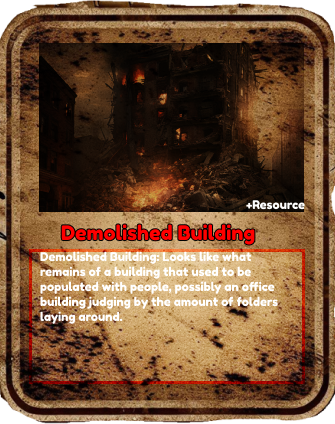 +Resource
Demolished Building
Demolished Building: Looks like what
remains of a building that used to be
populated with people, possibly an office
building judging by the amount of folders
laying around.